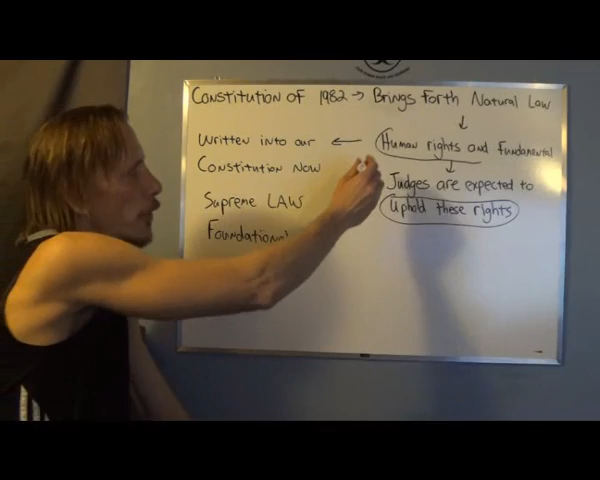 Constitution of 1982 → Brings forth Natural Law
↓
Written into our ← Human rights and Fundamental
Constitution Now
↓
Judges are expected to
Supreme LAW
Uphold these rights
Foundational